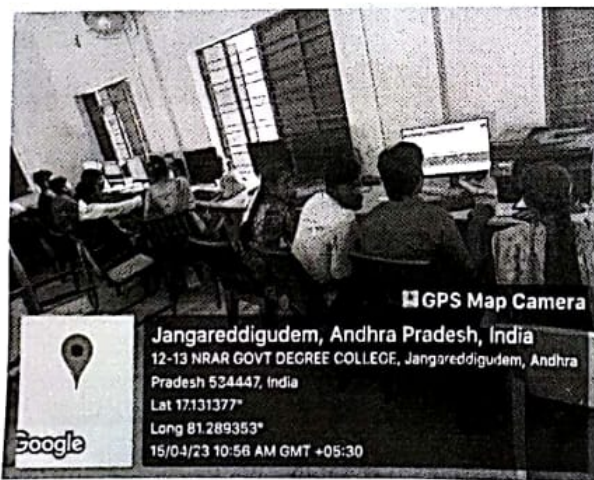 GPS Map Camera
Jangareddigudem, Andhra Pradesh, India
12-13 NRAR GOVT DEGREE COLLEGE, Jangareddigudem, Andhra
Pradesh 534447, India
Lat 17.131377°
Long 81.289353°
15/04/23 10:56 AM GMT +05:30
Google